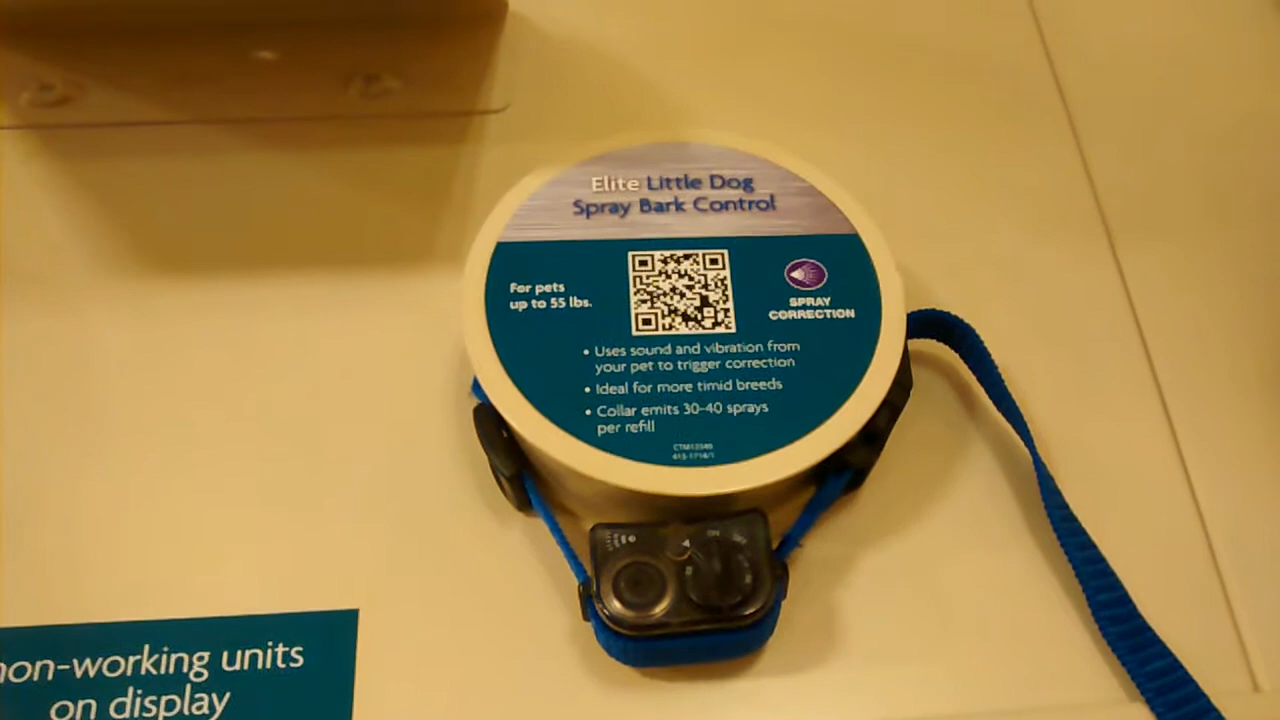 Elite Little Dog
Spray Bark Control
For pets
up to 55 lbs.
SPRAY
CORRECTION
• Uses sound and vibration from
your pet to trigger correction
• Ideal for more timid breeds
• Collar emits 30-40 sprays
per refill
non-working units
on display